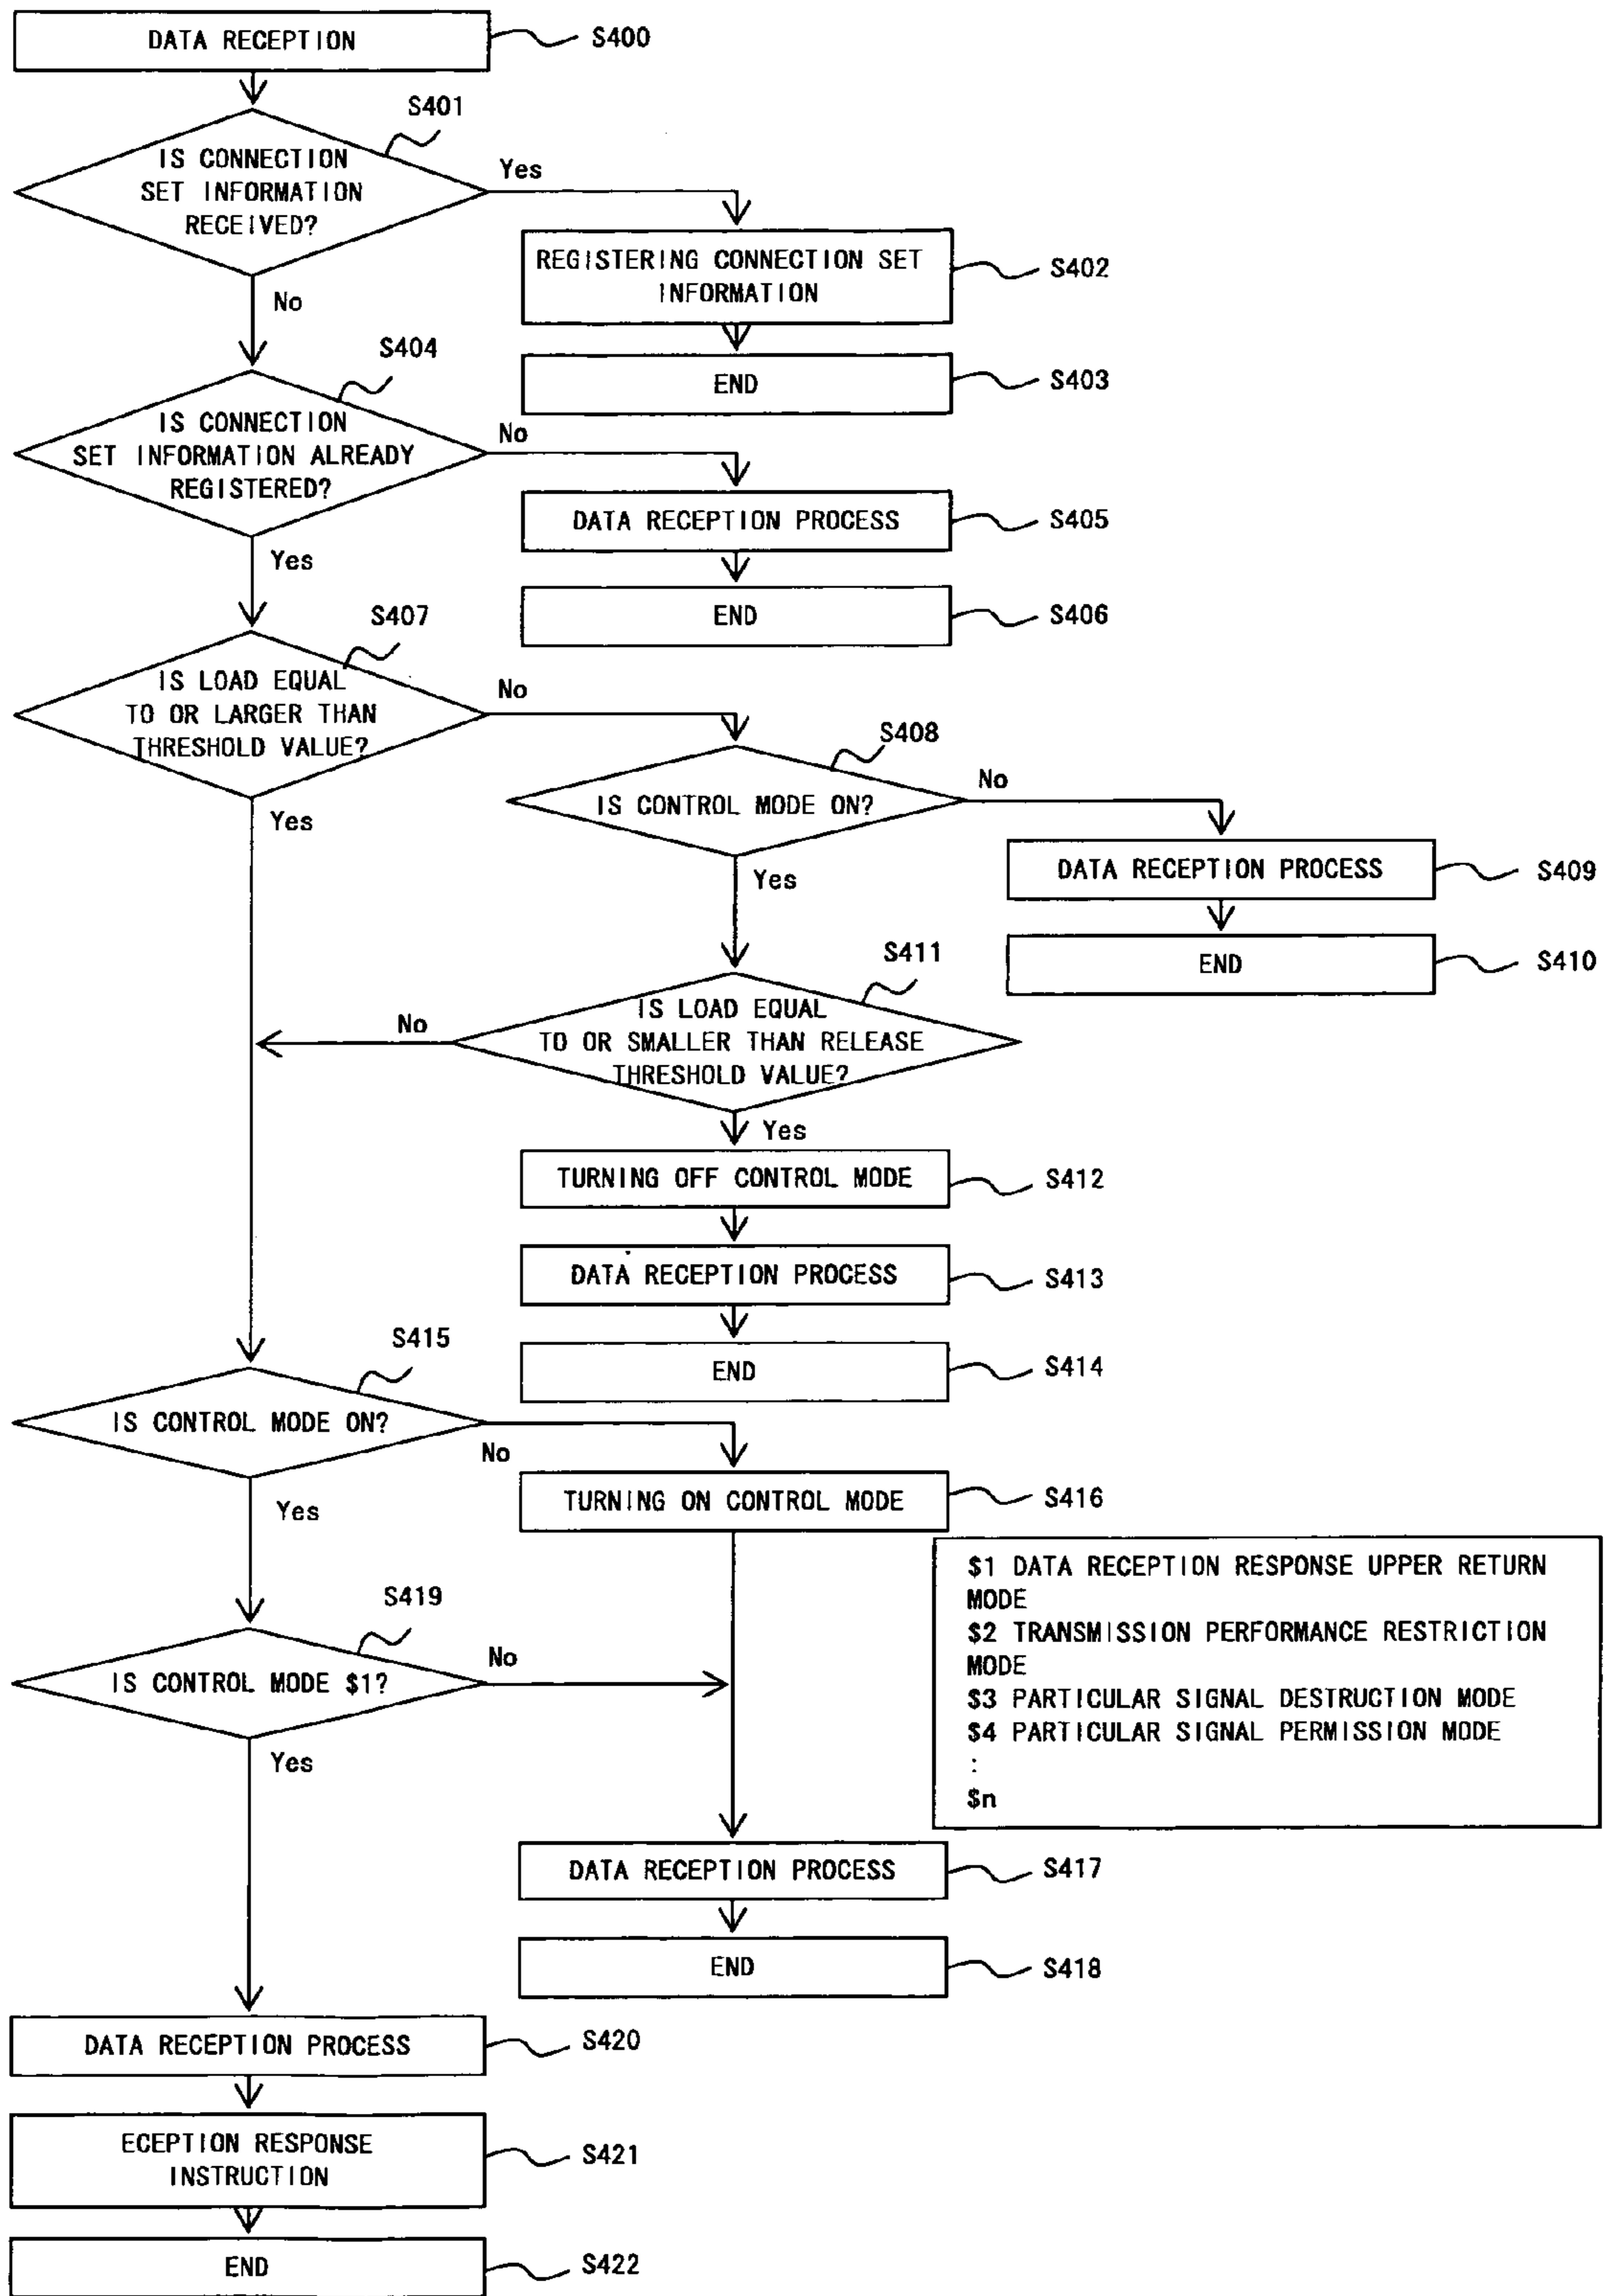 DATA RECEPTION
S400
S401
IS CONNECTION
SET INFORMATION
RECEIVED?
Yes
No
REGISTERING CONNECTION SET
INFORMATION
S402
END
S403
S404
IS CONNECTION
SET INFORMATION ALREADY
REGISTERED?
No
Yes
DATA RECEPTION PROCESS
S405
END
S406
S407
IS LOAD EQUAL
TO OR LARGER THAN
THRESHOLD VALUE?
No
Yes
S408
IS CONTROL MODE ON?
No
Yes
DATA RECEPTION PROCESS
S409
END
S410
S411
IS LOAD EQUAL
TO OR SMALLER THAN RELEASE
THRESHOLD VALUE?
No
Yes
TURNING OFF CONTROL MODE
S412
DATA RECEPTION PROCESS
S413
END
S414
S415
IS CONTROL MODE ON?
No
Yes
TURNING ON CONTROL MODE
S416
$1 DATA RECEPTION RESPONSE UPPER RETURN
MODE
$2 TRANSMISSION PERFORMANCE RESTRICTION
MODE
$3 PARTICULAR SIGNAL DESTRUCTION MODE
$4 PARTICULAR SIGNAL PERMISSION MODE
:
$n
S419
IS CONTROL MODE $1?
No
Yes
DATA RECEPTION PROCESS
S417
END
S418
DATA RECEPTION PROCESS
S420
ECEPTION RESPONSE
INSTRUCTION
S421
END
S422